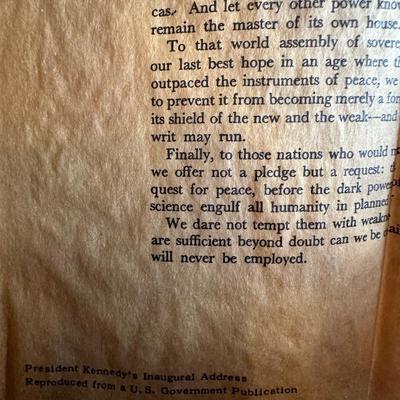 cas. And let every other power know
remain the master of its own house.
To that world assembly of sovere
our last best hope in an age where th
outpaced the instruments of peace, we
to prevent it from becoming merely a for
its shield of the new and the weak—and
writ may run.
Finally, to those nations who would
we offer not a pledge but a request:
quest for peace, before the dark powers
science engulf all humanity in planned
We dare not tempt them with weakne
are sufficient beyond doubt can we be
will never be employed.
President Kennedy's Inaugural Address
Reproduced from a U.S. Government Publication